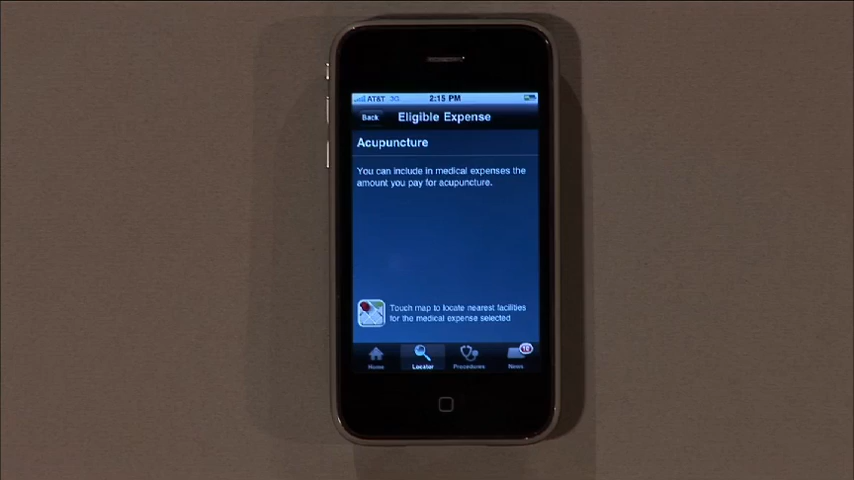 AT&T 3G 2:15 PM
Back Eligible Expense
Acupuncture
You can include in medical expenses the
amount you pay for acupuncture.
Touch map to locate nearest facilities
for the medical expense selected
Home Locator Procedures News